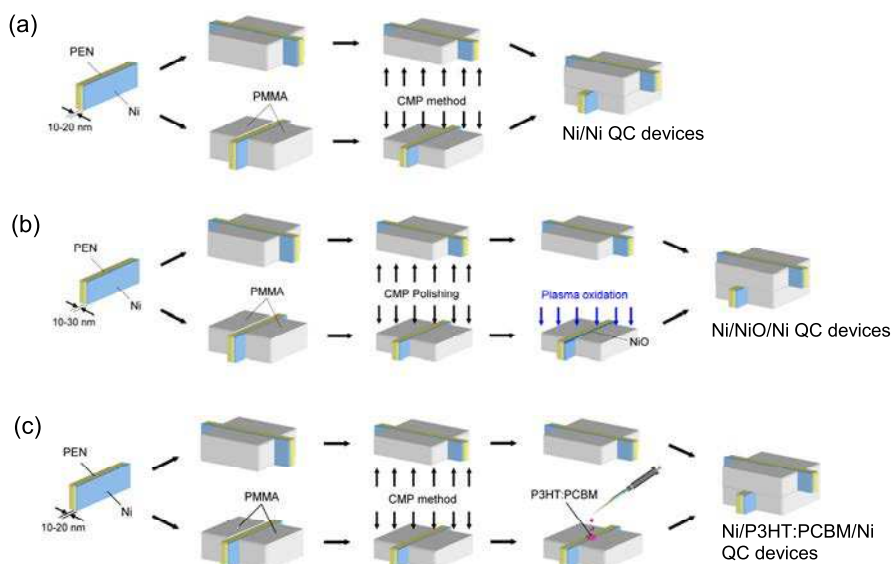 (a)
PEN
Ni
10-20 nm
PMMA
CMP method
Ni/Ni QC devices
(b)
PEN
Ni
10-30 nm
PMMA
CMP Polishing
Plasma oxidation
NiO
Ni/NiO/Ni QC devices
(c)
PEN
Ni
10-20 nm
PMMA
CMP method
P3HT:PCBM
Ni/P3HT:PCBM/Ni
QC devices